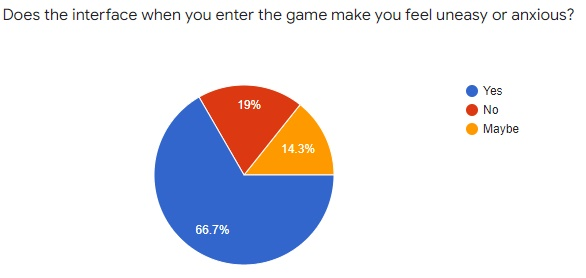 Does the interface when you enter the game make you feel uneasy or anxious?
Yes
No
Maybe
19%
14.3%
66.7%